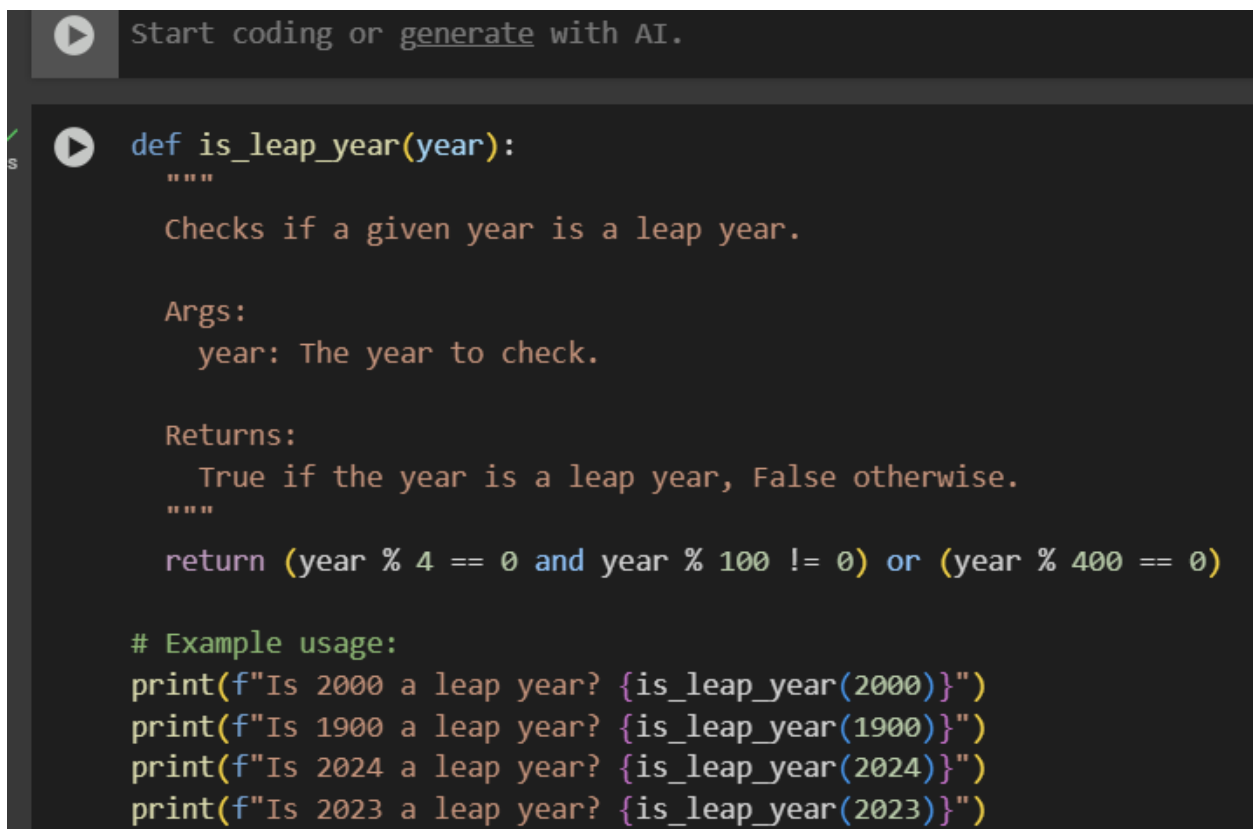 Start coding or generate with AI.
s
def is_leap_year(year):
  """
  Checks if a given year is a leap year.

  Args:
    year: The year to check.

  Returns:
    True if the year is a leap year, False otherwise.
  """
  return (year % 4 == 0 and year % 100 != 0) or (year % 400 == 0)

# Example usage:
print(f"Is 2000 a leap year? {is_leap_year(2000)}")
print(f"Is 1900 a leap year? {is_leap_year(1900)}")
print(f"Is 2024 a leap year? {is_leap_year(2024)}")
print(f"Is 2023 a leap year? {is_leap_year(2023)}")